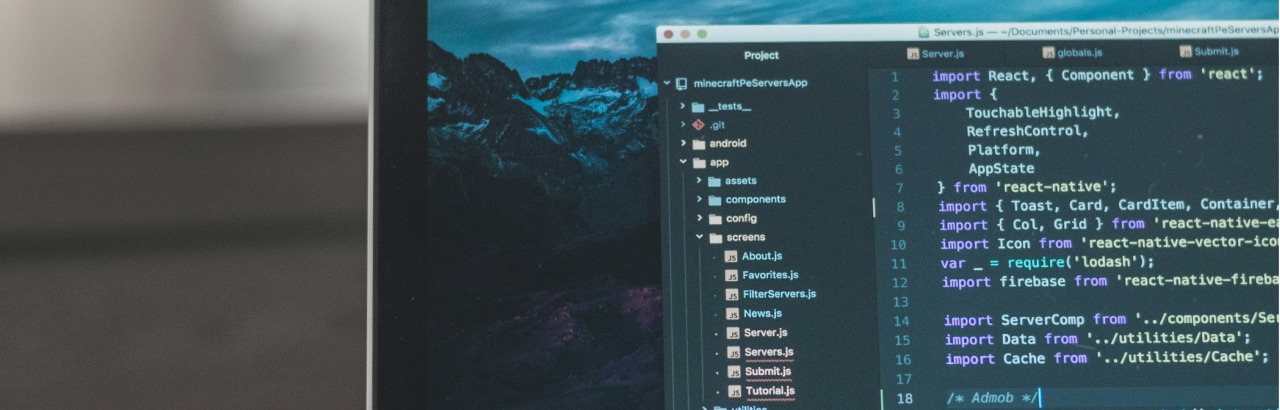 Servers.js — ~/Documents/Personal-Projects/minecraftPeServersAp
Project
Server.js
globals.js
Submit.js
minecraftPeServersApp
__tests__
.git
android
app
assets
components
config
screens
About.js
Favorites.js
FilterServers.js
News.js
Server.js
Servers.js
Submit.js
Tutorial.js
utilities
1 import React, { Component } from 'react';
2 import {
3 TouchableHighlight,
4 RefreshControl,
5 Platform,
6 AppState
7 } from 'react-native';
8 import { Toast, Card, CardItem, Container,
9 import { Col, Grid } from 'react-native-ea
10 import Icon from 'react-native-vector-ico
11 var _ = require('lodash');
12 import firebase from 'react-native-fireba
13
14 import ServerComp from '../components/Ser
15 import Data from '../utilities/Data';
16 import Cache from '../utilities/Cache';
17
18 /* Admob */